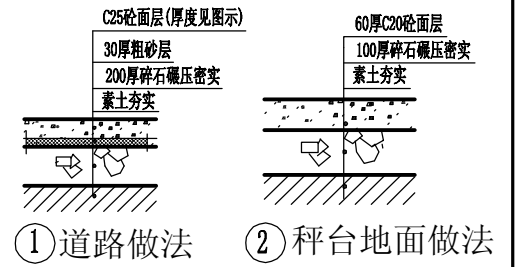 C25砼面层(厚度见图示)
30厚粗砂层
200厚碎石碾压密实
素土夯实
① 道路做法
60厚C20砼面层
100厚碎石碾压密实
素土夯实
② 秤台地面做法